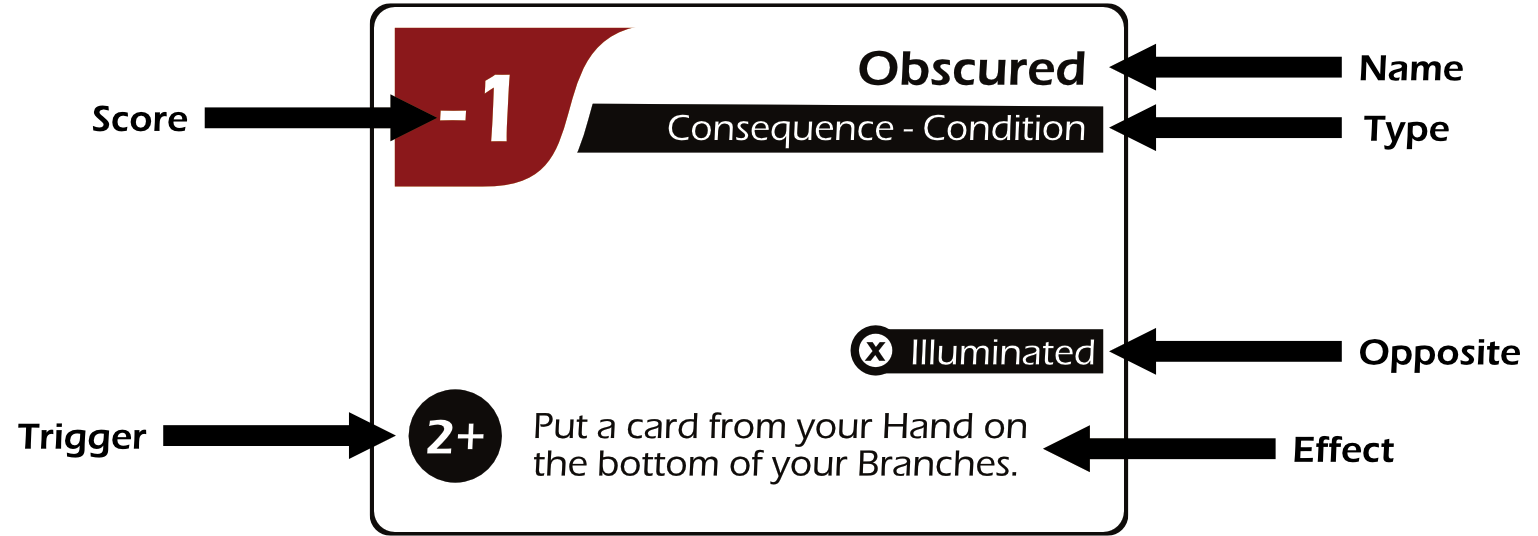 Obscured
Name
Score
-1
Consequence - Condition
Type
x Illuminated
Opposite
Trigger
2+
Put a card from your Hand on
the bottom of your Branches.
Effect